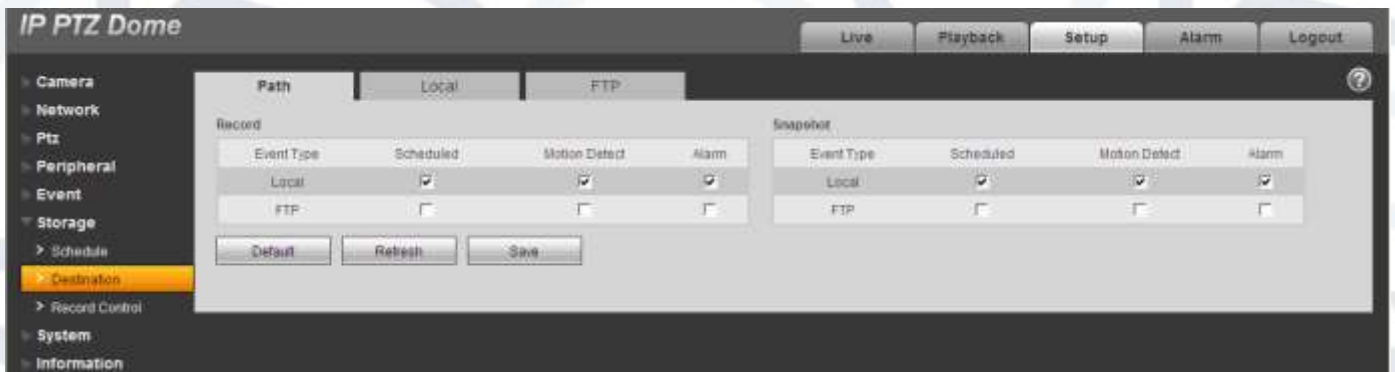 IP PTZ Dome
Live Playback Setup Alarm Logout
Camera
Network
Ptz
Peripheral
Event
Storage
> Schedule
> Destination
> Record Control
System
Information
Path Local FTP
?
Record
Event Type Scheduled Motion Detect Alarm
Local
FTP
Default Refresh Save
Snapshot
Event Type Scheduled Motion Detect Alarm
Local
FTP